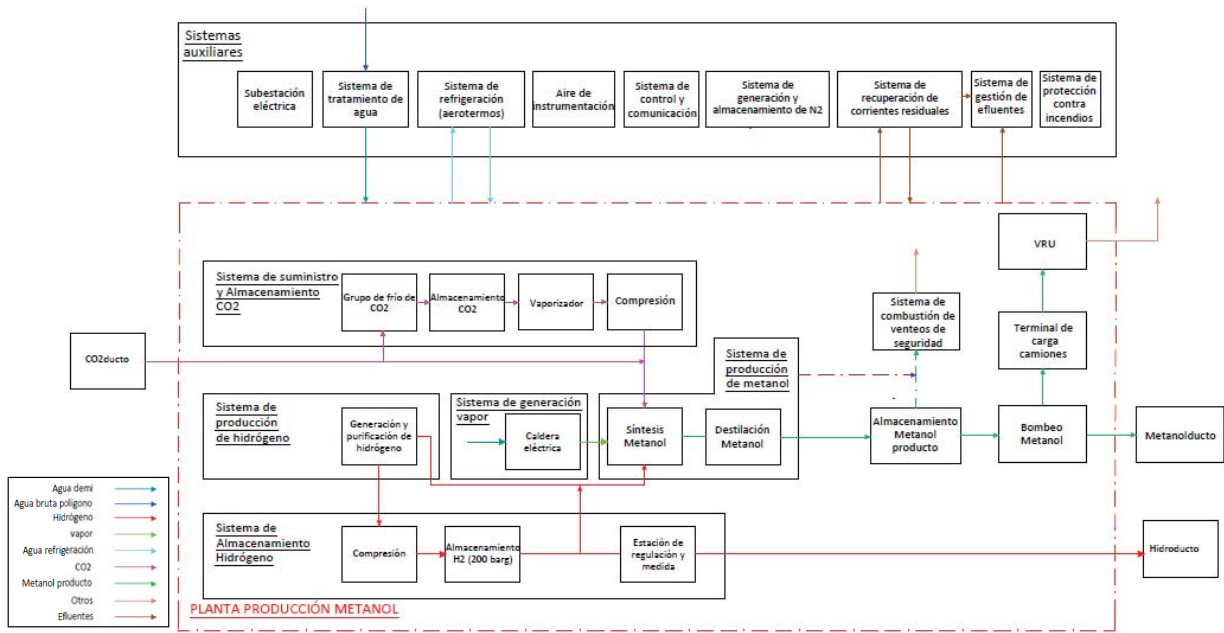 Sistemas
auxiliares
Subestación
eléctrica
Sistema de
tratamiento de
agua
Sistema de
refrigeración
(aerotermos)
Aire de
instrumentación
Sistema de
control y
comunicación
Sistema de
generación y
almacenamiento de N2
Sistema de
recuperación de
corrientes residuales
Sistema de
gestión de
efluentes
Sistema de
protección
contra
incendios
VRU
Sistema de suministro
y Almacenamiento
CO2
Grupo de frío de
CO2
Almacenamiento
CO2
Vaporizador
Compresión
Sistema de
combustión de
venteos de
seguridad
Terminal de
carga
camiones
CO2ducto
Sistema de
producción
de metanol
Sistema de
producción
de hidrógeno
Generación y
purificación de
hidrógeno
Sistema de generación
vapor
Caldera
eléctrica
Síntesis
Metanol
Destilación
Metanol
Almacenamiento
Metanol
producto
Bombeo
Metanol
Metanolducto
Sistema de
Almacenamiento
Hidrógeno
Compresión
Almacenamiento
H2 (200 barg)
Estación de
regulación y
medida
Hidroducto
PLANTA PRODUCCIÓN METANOL
Agua demi
Agua bruta polígono
Hidrógeno
vapor
Agua refrigeración
CO2
Metanol producto
Otros
Efluentes